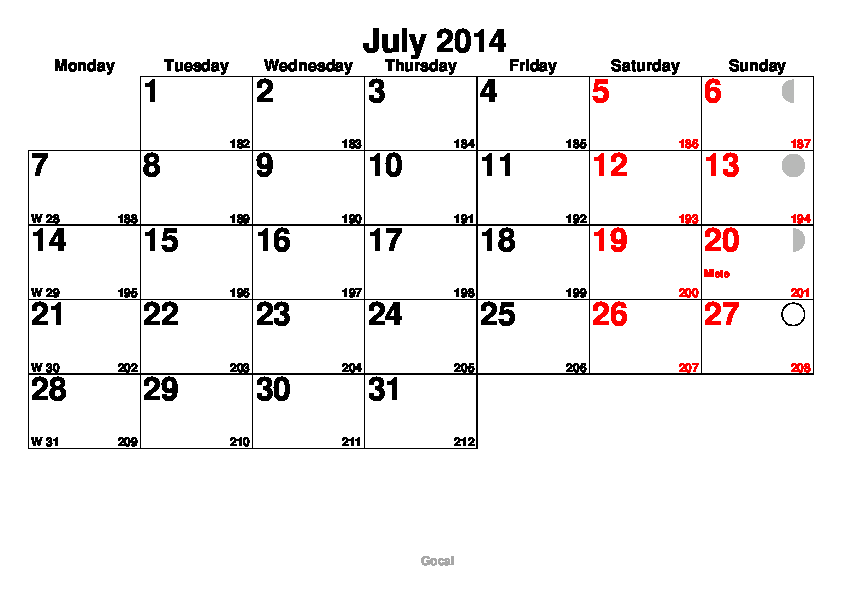 July 2014
Monday Tuesday Wednesday Thursday Friday Saturday Sunday
1 2 3 4 5 6
182 183 184 185 186 187
7 8 9 10 11 12 13
W 28 188 189 190 191 192 193 194
14 15 16 17 18 19 20
Miete
W 29 195 196 197 198 199 200 201
21 22 23 24 25 26 27
W 30 202 203 204 205 206 207 208
28 29 30 31
W 31 209 210 211 212
Gocal